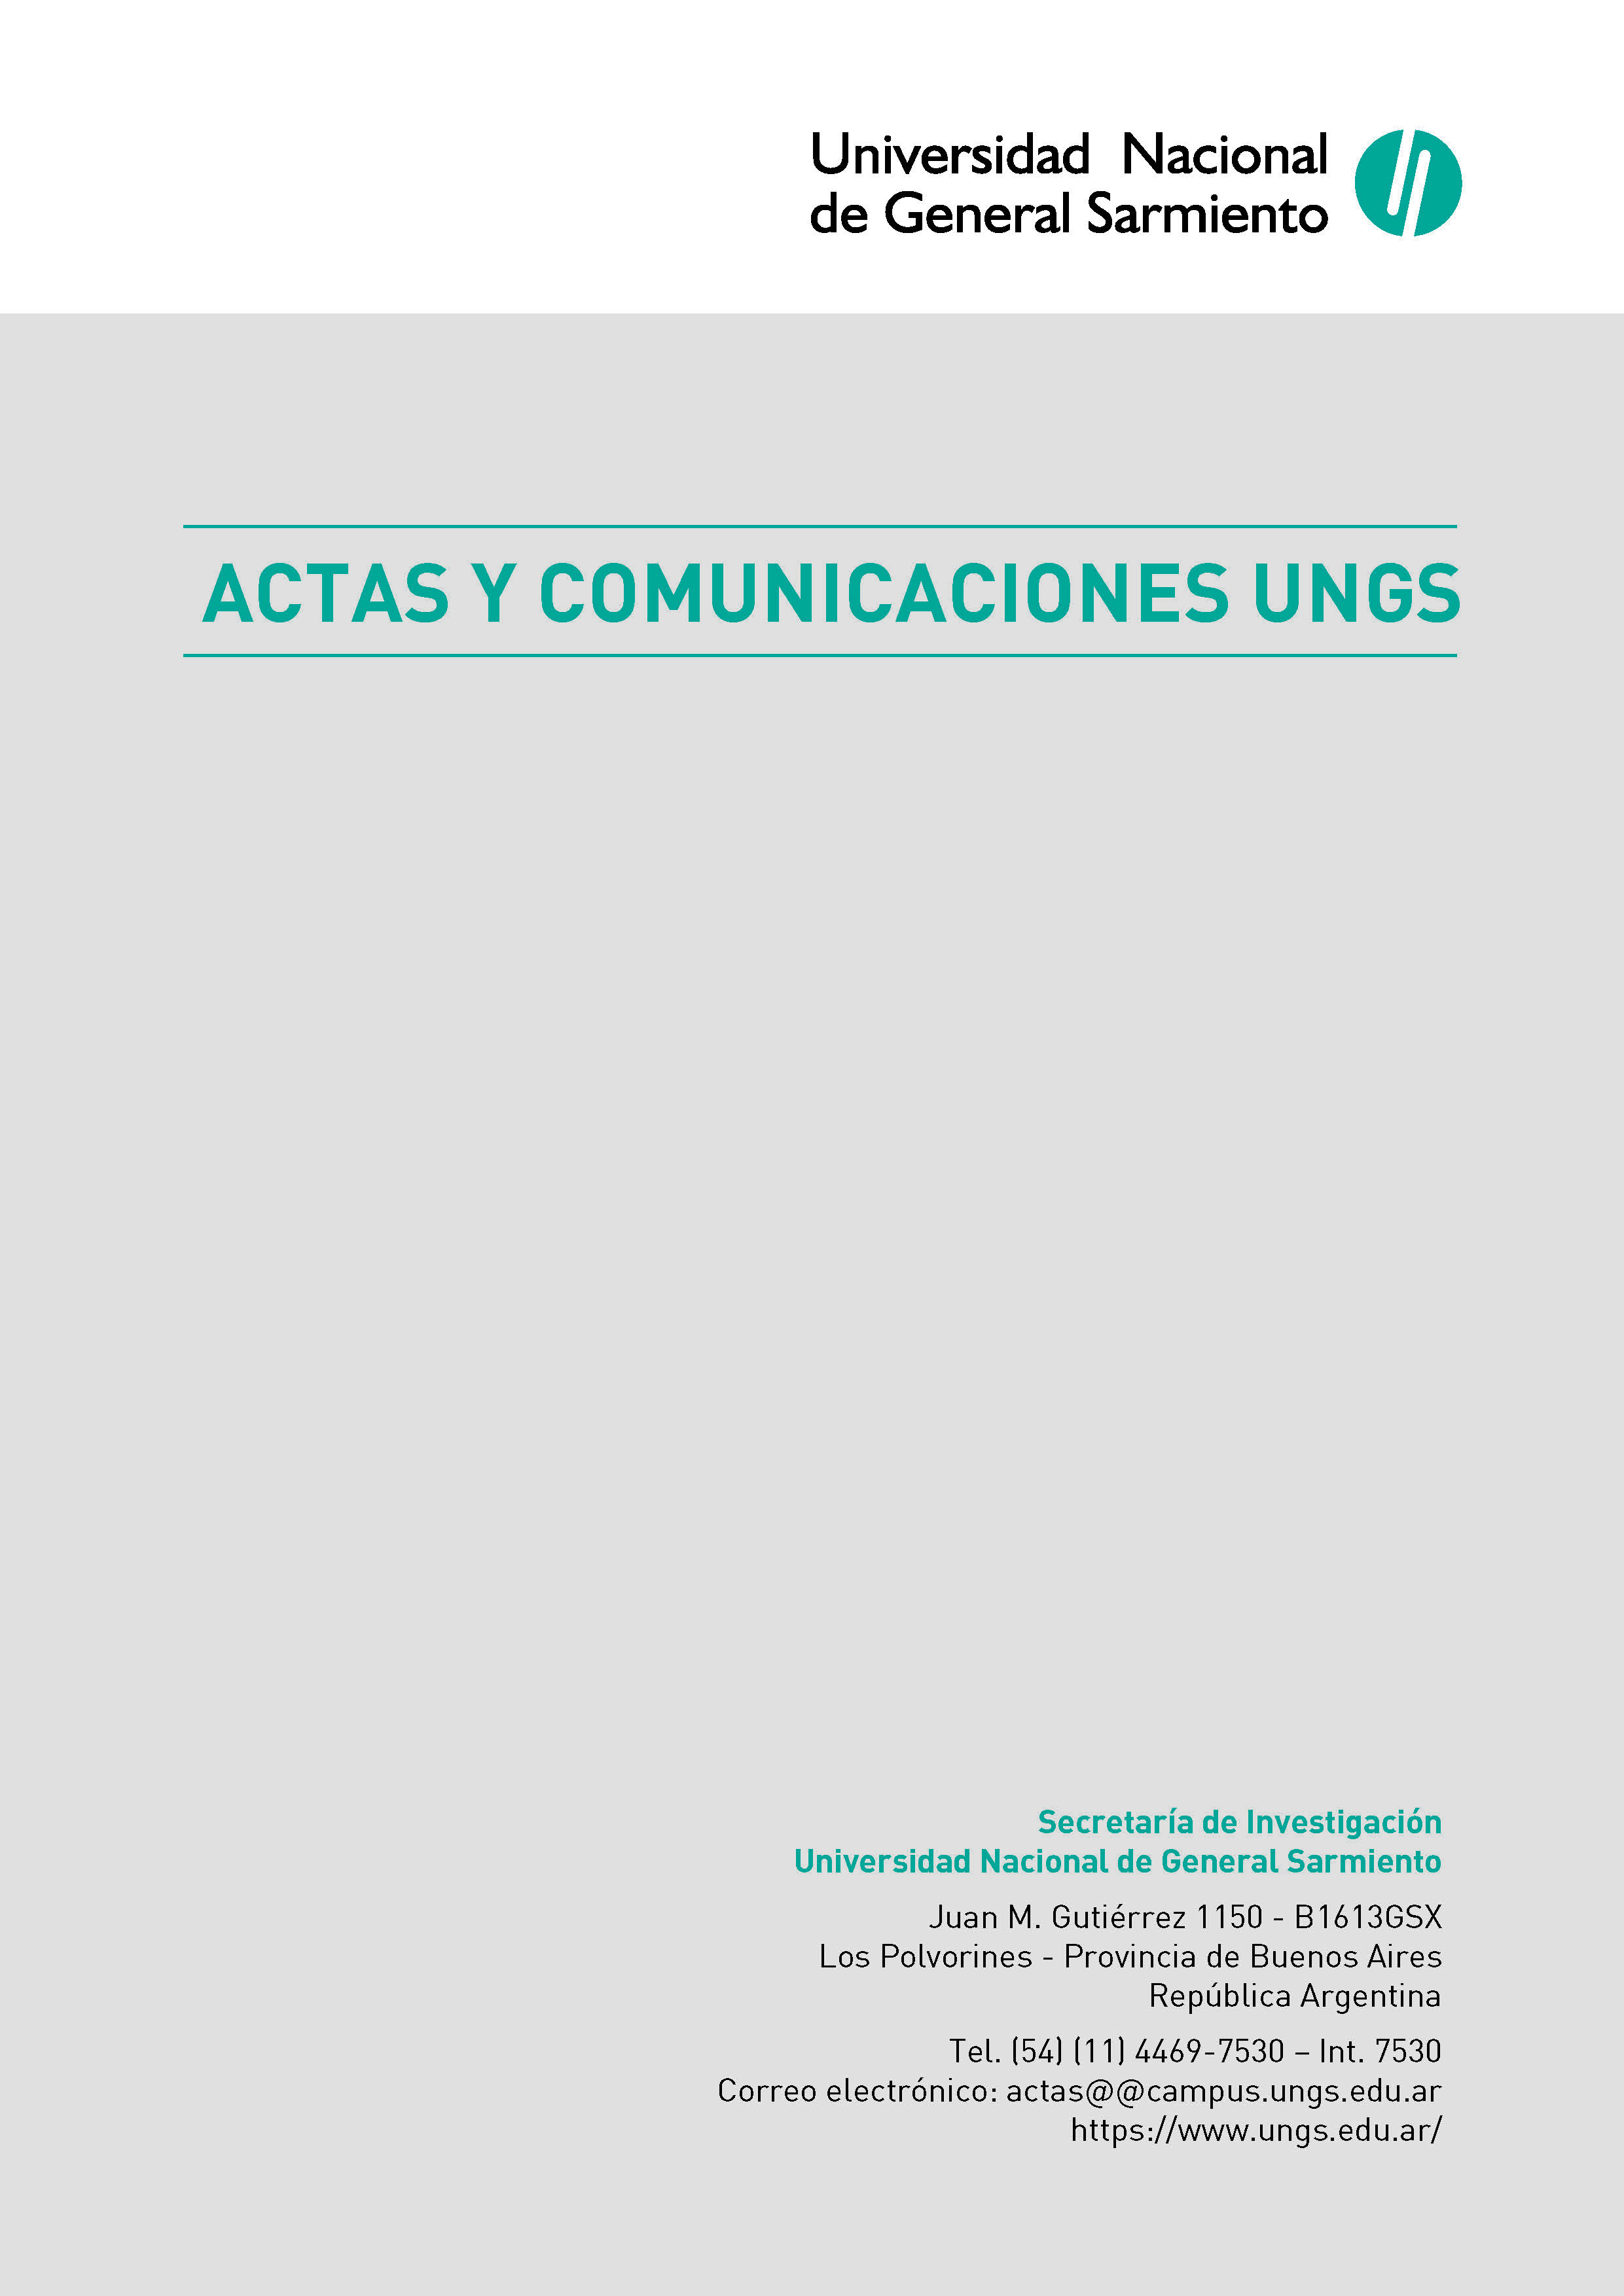 Universidad Nacional
de General Sarmiento
ACTAS Y COMUNICACIONES UNGS
Secretaría de Investigación
Universidad Nacional de General Sarmiento
Juan M. Gutiérrez 1150 - B1613GSX
Los Polvorines - Provincia de Buenos Aires
República Argentina
Tel. (54) (11) 4469-7530 – Int. 7530
Correo electrónico: actas@@campus.ungs.edu.ar
https://www.ungs.edu.ar/